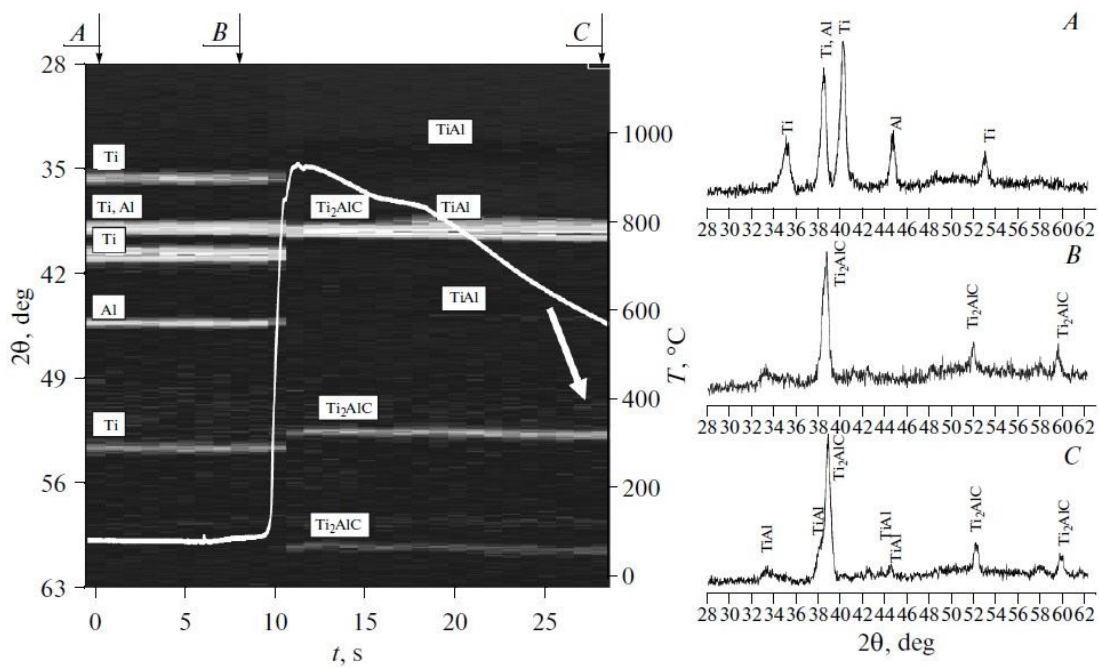 A
B
C
28
35
42
49
56
63
2θ, deg
0
5
10
15
20
25
t, s
1000
800
600
400
200
0
T, °C
Ti
Ti, Al
Ti
Al
Ti
Ti₂AlC
Ti₂AlC
Ti₂AlC
TiAl
TiAl
TiAl
A
Ti
Ti, Al
Ti
Al
Ti
28 30 32 34 36 38 40 42 44 46 48 50 52 54 56 58 60 62
B
Ti₂AlC
Ti₂AlC
Ti₂AlC
28 30 32 34 36 38 40 42 44 46 48 50 52 54 56 58 60 62
C
TiAl
TiAl
Ti₂AlC
TiAl
TiAl
Ti₂AlC
Ti₂AlC
28 30 32 34 36 38 40 42 44 46 48 50 52 54 56 58 60 62
2θ, deg